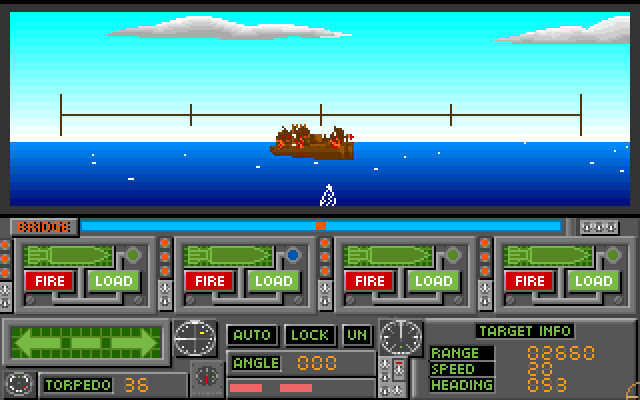 BRIDGE
FIRE LOAD FIRE LOAD FIRE LOAD FIRE LOAD
AUTO LOCK UN TARGET INFO
ANGLE 000 RANGE 02660
SPEED 20
TORPEDO 36 HEADING 053